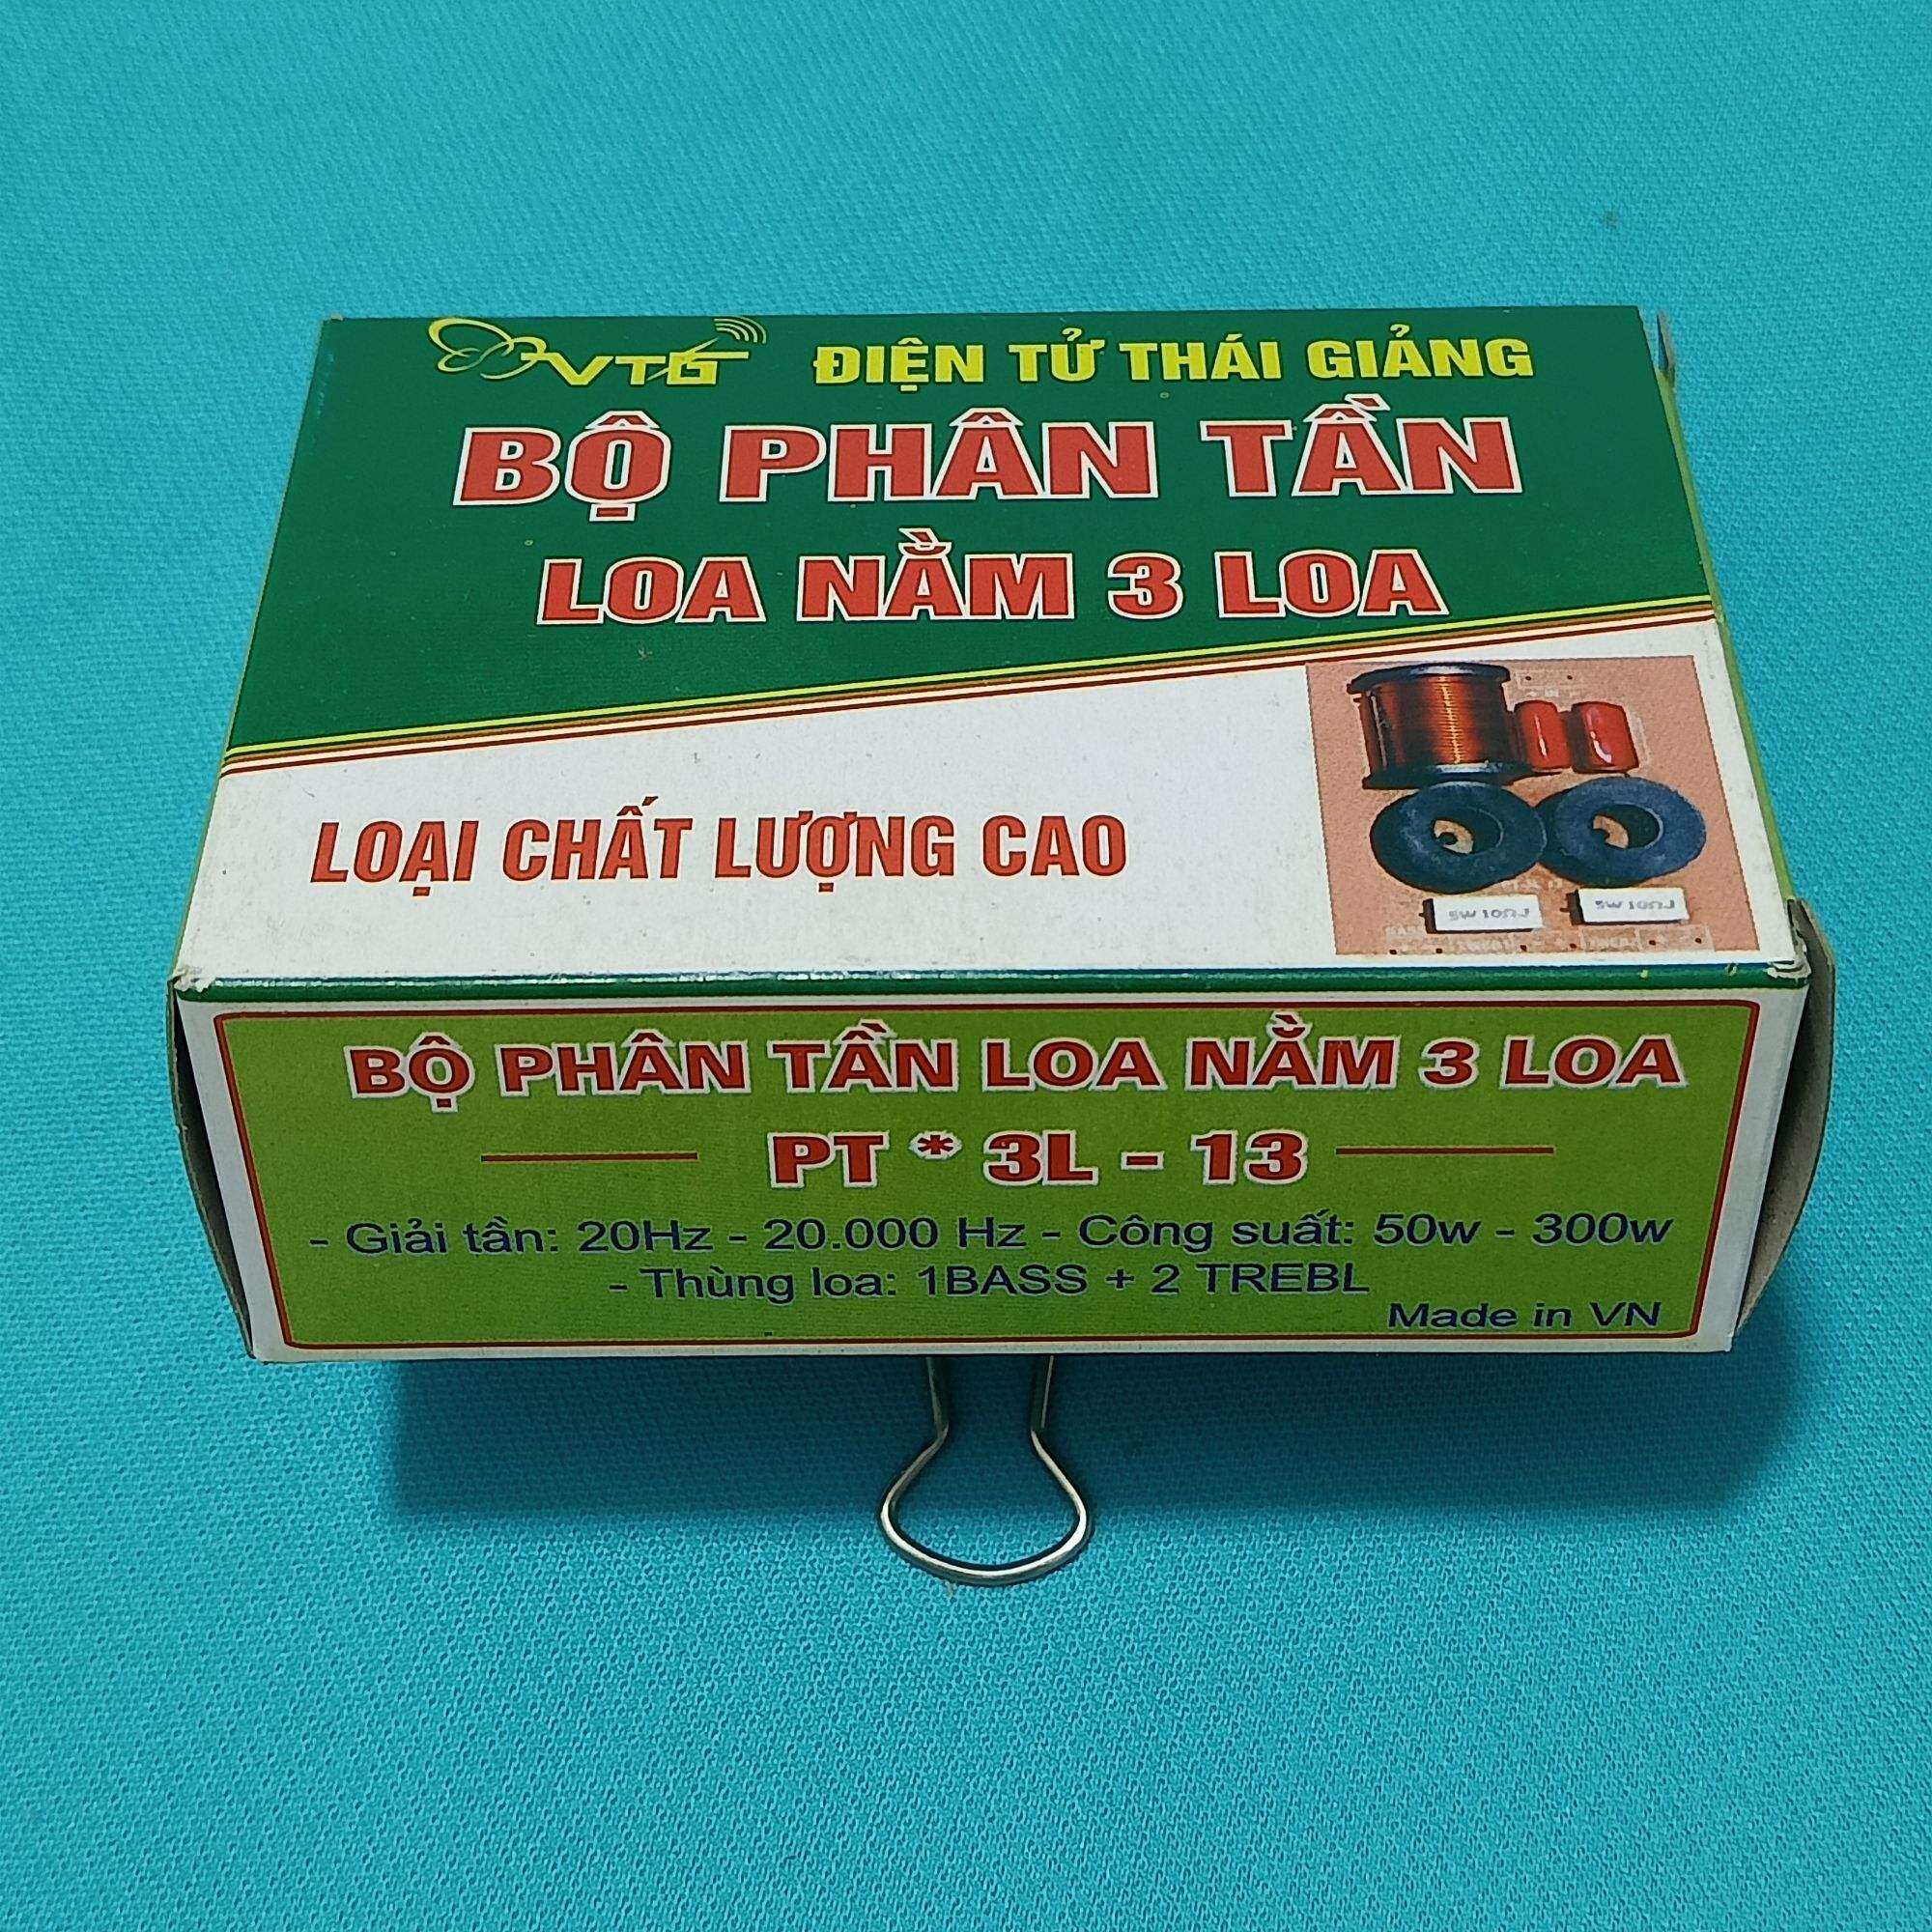 VTG ĐIỆN TỬ THÁI GIẢNG
BỘ PHÂN TẦN
LOA NẰM 3 LOA
LOẠI CHẤT LƯỢNG CAO
5W10ΩJ 5W10ΩJ
BỘ PHÂN TẦN LOA NẰM 3 LOA
PT * 3L - 13
- Giải tần: 20Hz - 20.000 Hz - Công suất: 50w - 300w
- Thùng loa: 1BASS + 2 TREBL
Made in VN